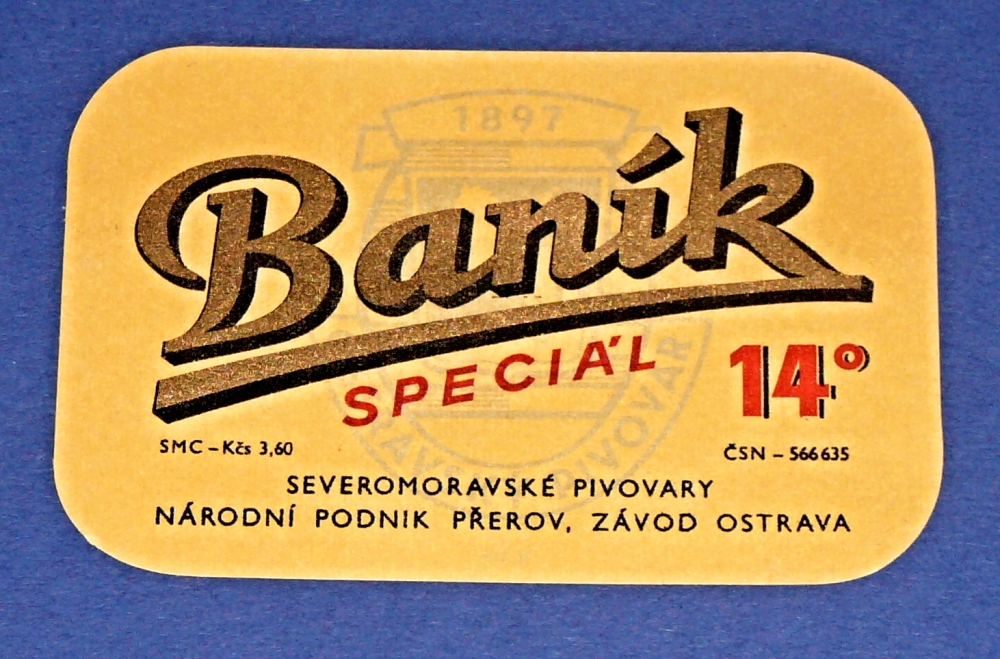 1897
Baník
SPECIÁL
14°
SMC – Kčs 3,60
ČSN – 566635
SEVEROMORAVSKÉ PIVOVARY
NÁRODNÍ PODNIK PŘEROV, ZÁVOD OSTRAVA